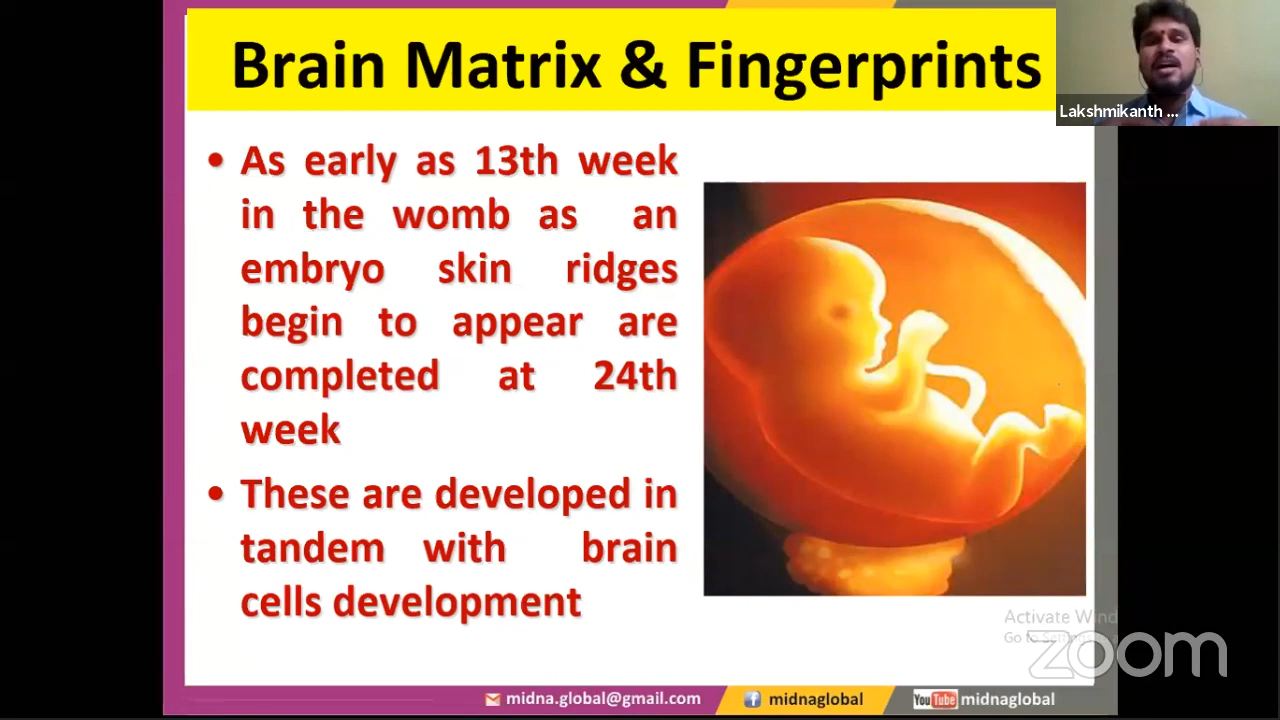 Brain Matrix & Fingerprints
Lakshmikanth ...
• As early as 13th week
in the womb as an
embryo skin ridges
begin to appear are
completed at 24th
week
• These are developed in
tandem with brain
cells development
Activate Wind
Go to
zoom
midna.global@gmail.com
midnaglobal
YouTube midnaglobal